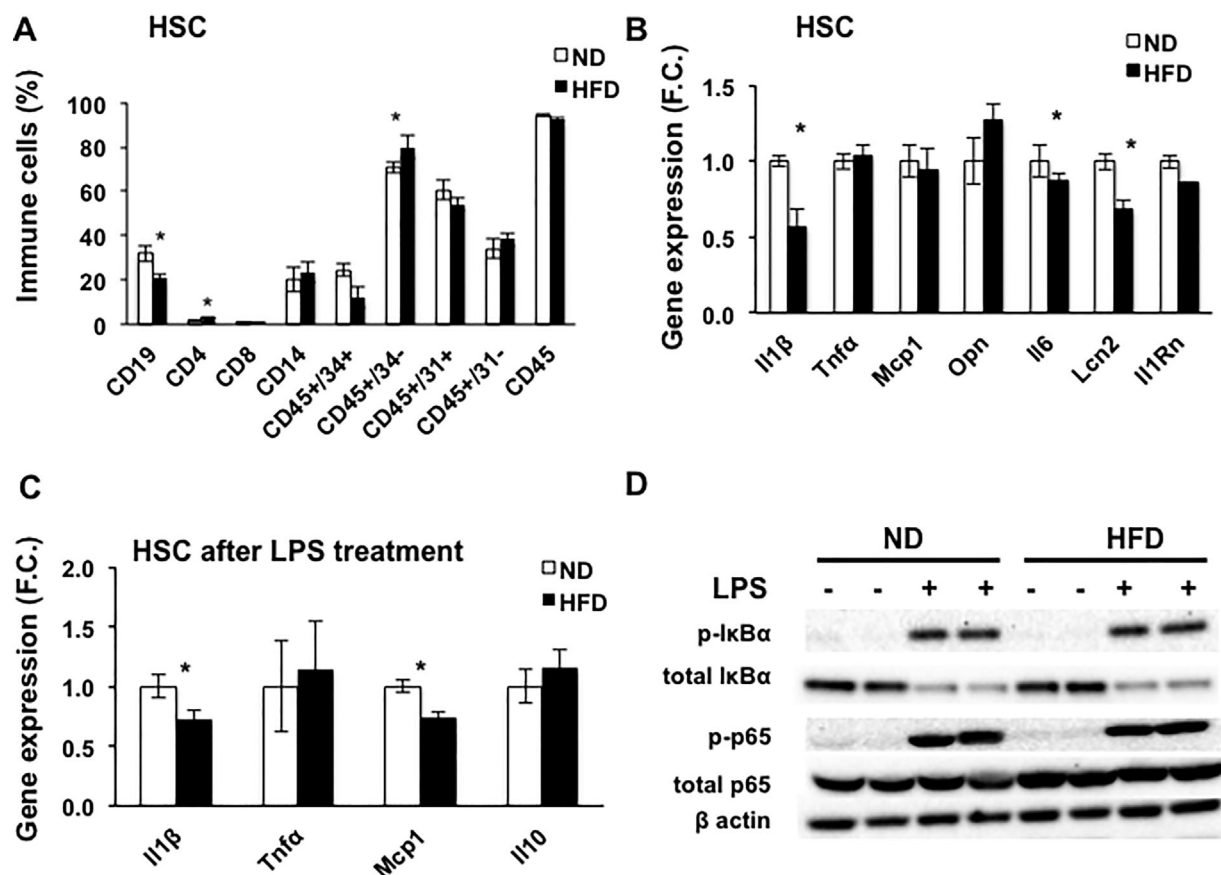 A
HSC
ND
HFD
Immune cells (%)
100
80
60
40
20
0
CD19
CD4
CD8
CD14
CD45+/34+
CD45+/34-
CD45+/31+
CD45+/31-
CD45
*
*
*
B
HSC
ND
HFD
Gene expression (F.C.)
1.5
1.0
0.5
0.0
Il1β
Tnfα
Mcp1
Opn
Il6
Lcn2
Il1Rn
*
*
*
C
HSC after LPS treatment
ND
HFD
Gene expression (F.C.)
2.0
1.5
1.0
0.5
0.0
Il1β
Tnfα
Mcp1
Il10
*
*
D
ND HFD
LPS - - + + - - + +
p-IκBα
total IκBα
p-p65
total p65
β actin